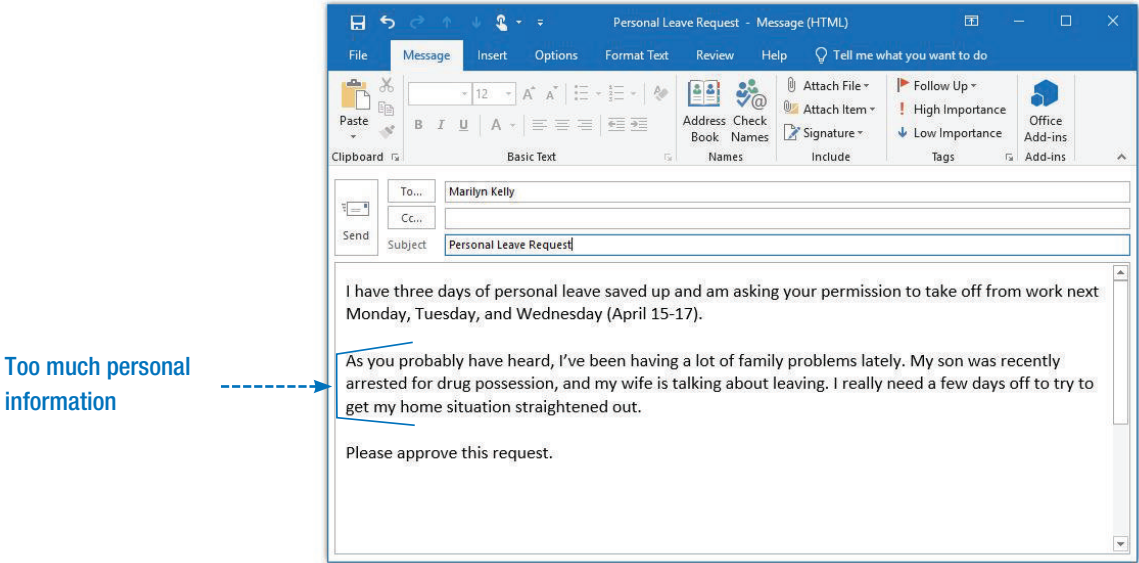 Personal Leave Request - Message (HTML)
File Message Insert Options Format Text Review Help Tell me what you want to do
Paste
Clipboard
12
A A
B I U A
Basic Text
Address Book
Check Names
Names
Attach File
Attach Item
Signature
Include
Follow Up
High Importance
Low Importance
Tags
Office
Add-ins
Add-ins
Send
To... Marilyn Kelly
Cc...
Subject Personal Leave Request
I have three days of personal leave saved up and am asking your permission to take off from work next
Monday, Tuesday, and Wednesday (April 15-17).
As you probably have heard, I've been having a lot of family problems lately. My son was recently
arrested for drug possession, and my wife is talking about leaving. I really need a few days off to try to
get my home situation straightened out.
Please approve this request.
Too much personal
information